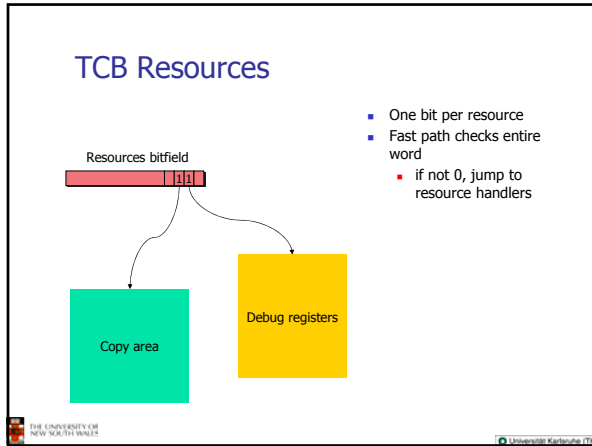 TCB Resources
One bit per resource
Fast path checks entire
word
if not 0, jump to
resource handlers
Resources bitfield
1 1
Copy area
Debug registers
THE UNIVERSITY OF
NEW SOUTH WALES
Universität Karlsruhe (TH)